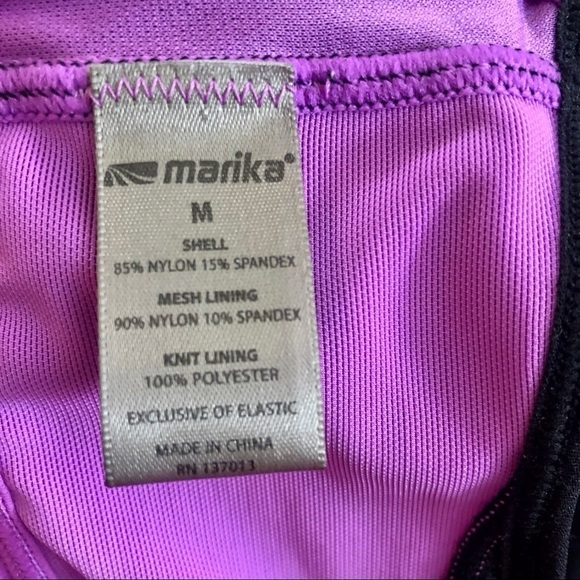 marika®
M
SHELL
85% NYLON 15% SPANDEX
MESH LINING
90% NYLON 10% SPANDEX
KNIT LINING
100% POLYESTER
EXCLUSIVE OF ELASTIC
MADE IN CHINA
RN 137013